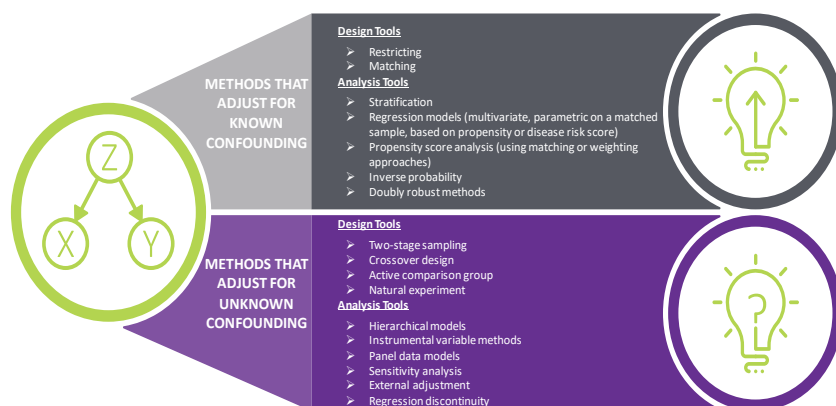 Z
X
Y
METHODS THAT
ADJUST FOR
KNOWN
CONFOUNDING
Design Tools
Restricting
Matching
Analysis Tools
Stratification
Regression models (multivariate, parametric on a matched
sample, based on propensity or disease risk score)
Propensity score analysis (using matching or weighting
approaches)
Inverse probability
Doubly robust methods
METHODS THAT
ADJUST FOR
UNKNOWN
CONFOUNDING
Design Tools
Two-stage sampling
Crossover design
Active comparison group
Natural experiment
Analysis Tools
Hierarchical models
Instrumental variable methods
Panel data models
Sensitivity analysis
External adjustment
Regression discontinuity
?